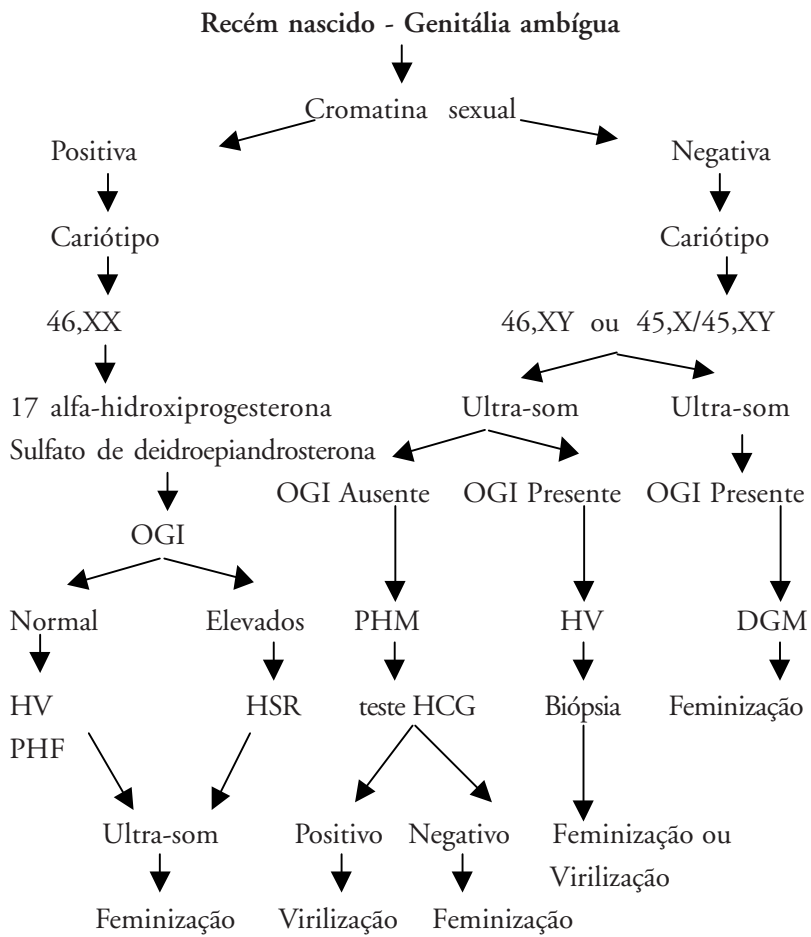 Recém nascido - Genitália ambígua
Cromatina sexual
Positiva
Negativa
Cariótipo
Cariótipo
46,XX
46,XY ou 45,X/45,XY
17 alfa-hidroxiprogesterona
Sulfato de deidroepiandrosterona
Ultra-som
Ultra-som
OGI Ausente
OGI Presente
OGI Presente
OGI
Normal
Elevados
PHM
HV
DGM
HV
PHF
HSR
teste HCG
Biópsia
Feminização
Ultra-som
Positivo
Negativo
Feminização ou
Virilização
Feminização
Virilização
Feminização